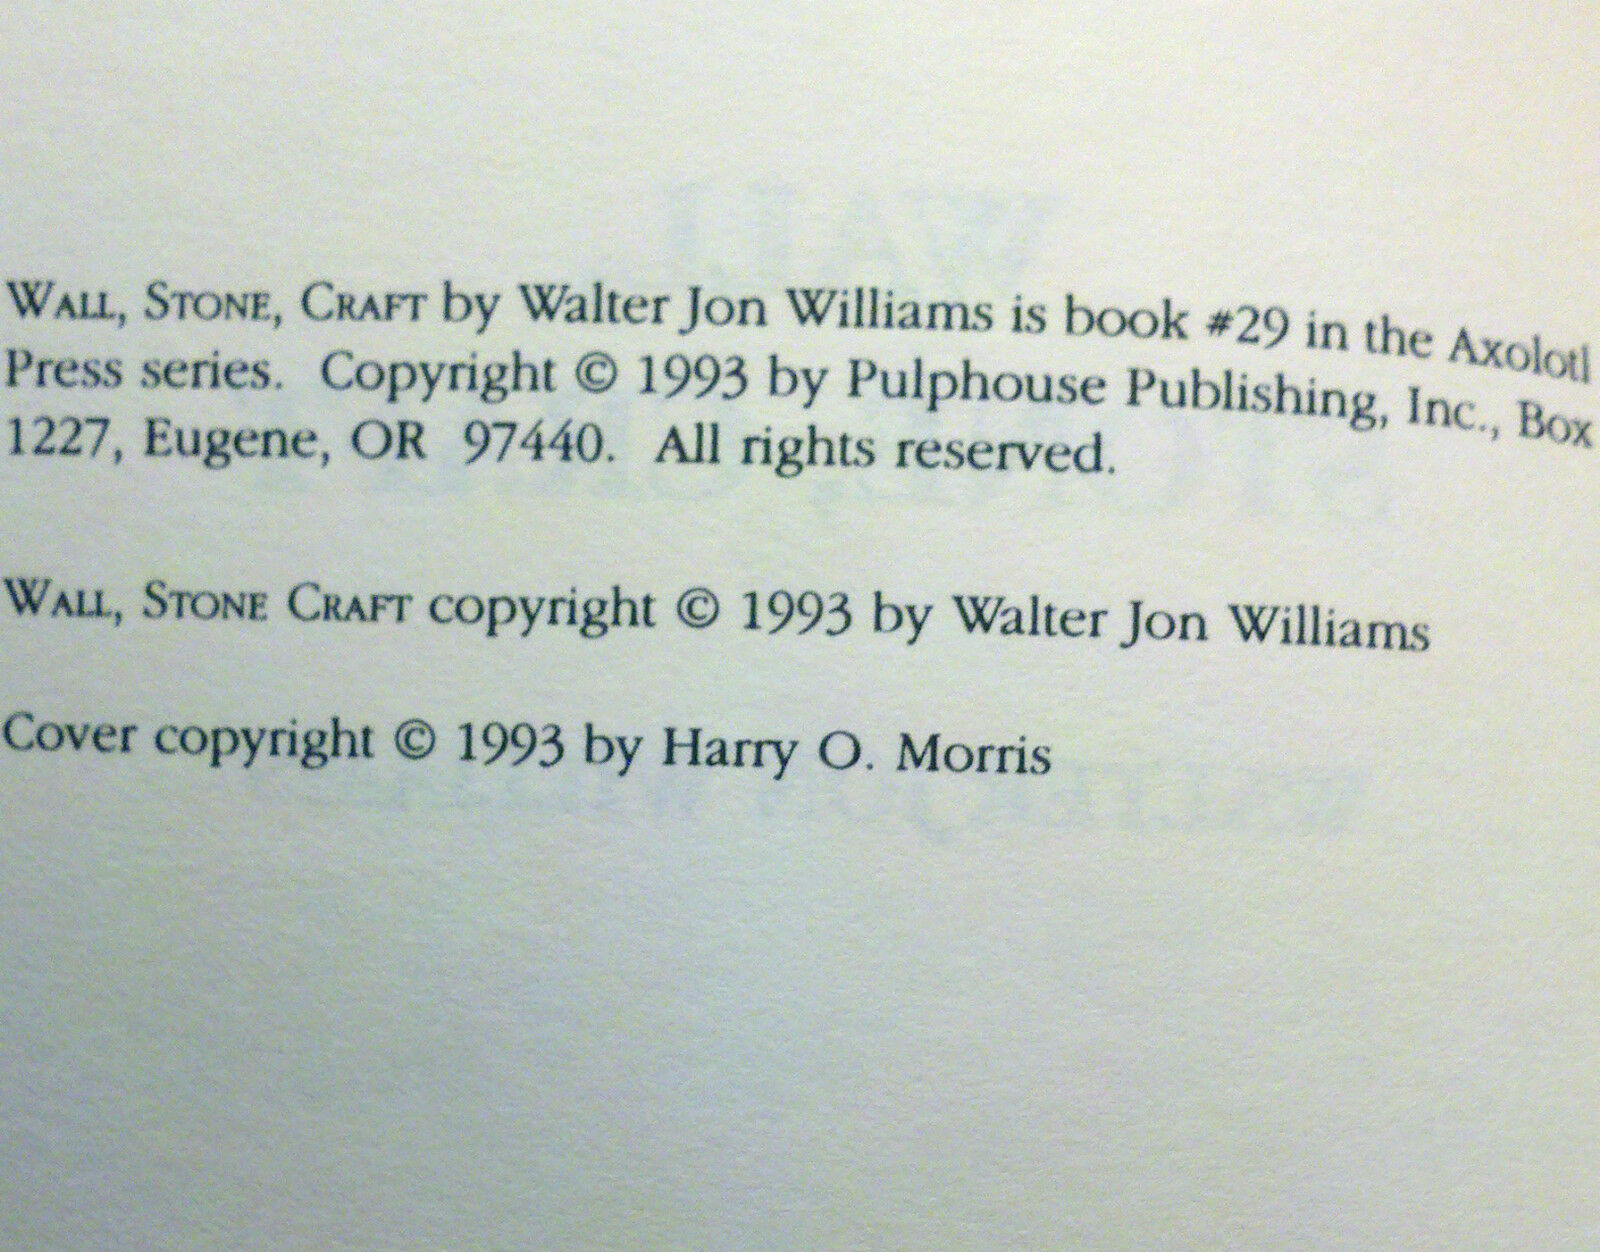 WALL, STONE, CRAFT by Walter Jon Williams is book #29 in the Axolotl
Press series. Copyright © 1993 by Pulphouse Publishing, Inc., Box
1227, Eugene, OR 97440. All rights reserved.
WALL, STONE CRAFT copyright © 1993 by Walter Jon Williams
Cover copyright © 1993 by Harry O. Morris